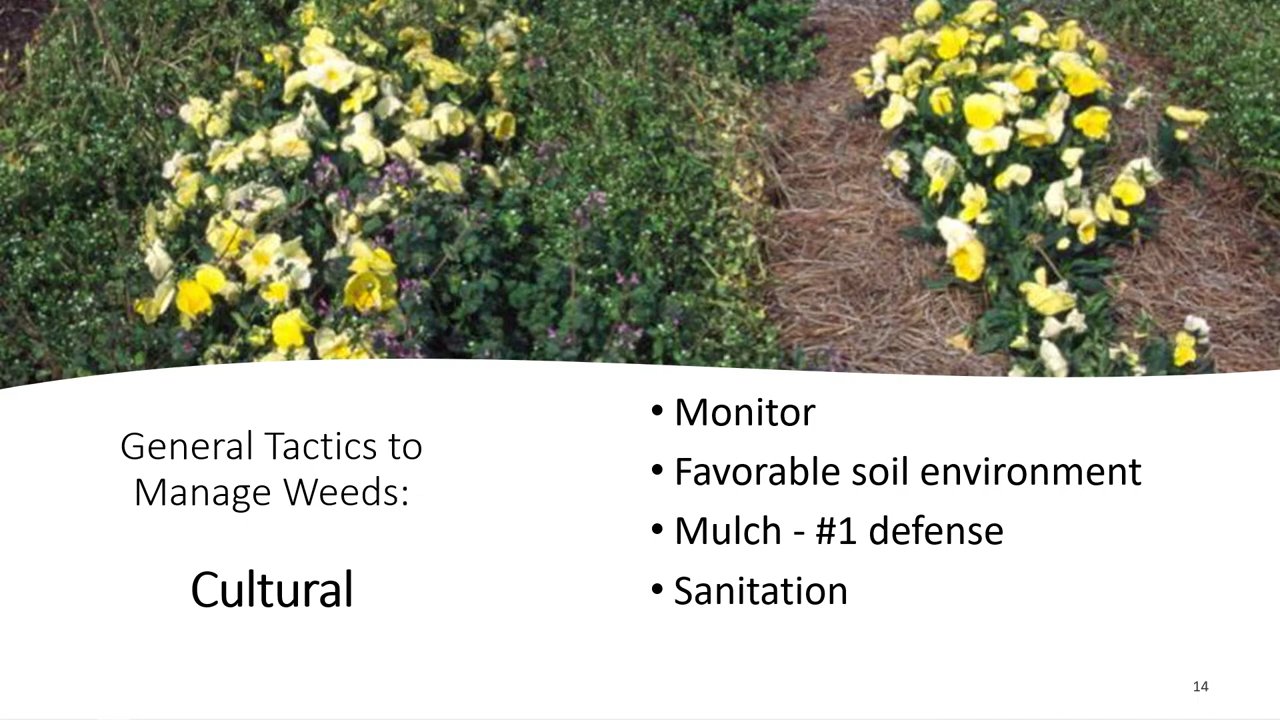 General Tactics to
Manage Weeds:
Cultural
• Monitor
• Favorable soil environment
• Mulch - #1 defense
• Sanitation
14